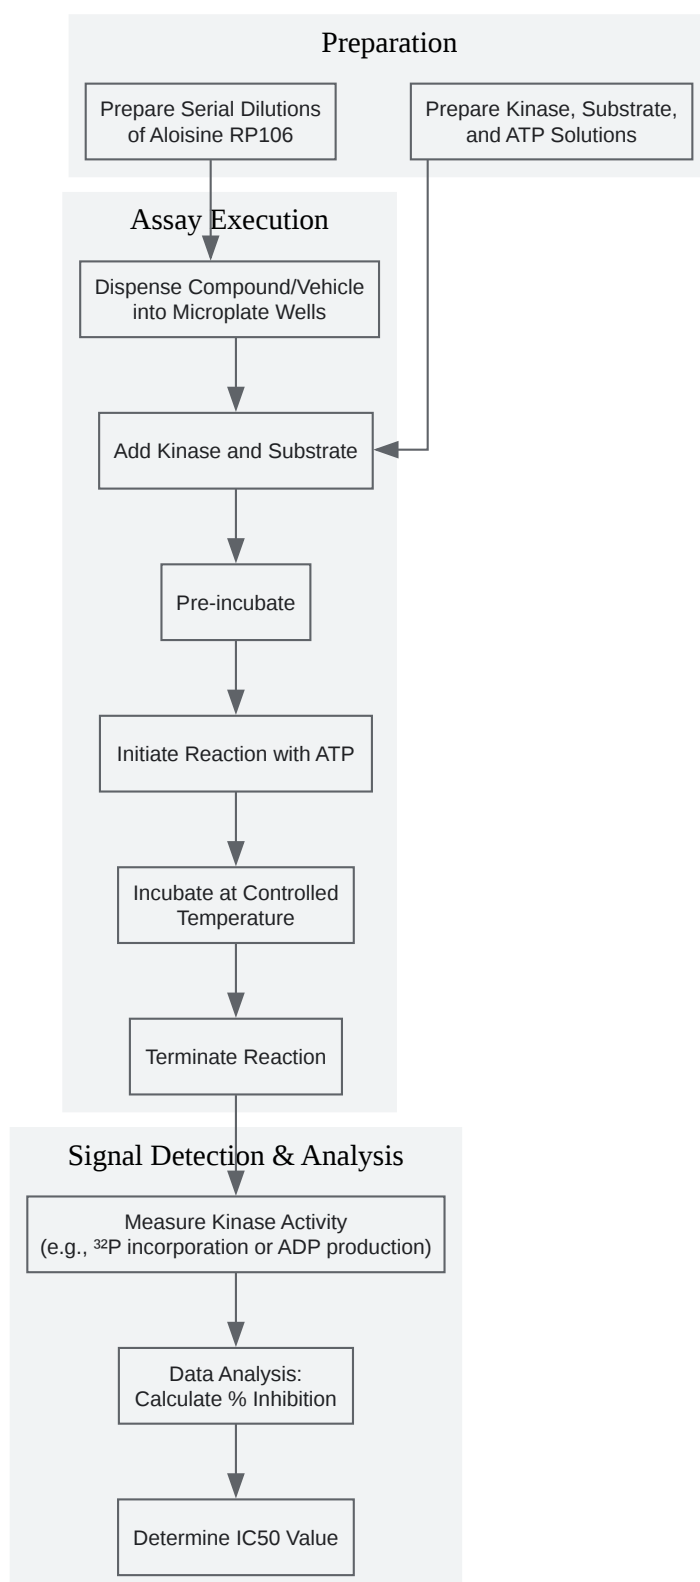 Preparation
Prepare Serial Dilutions
of Aloisine RP106
Prepare Kinase, Substrate,
and ATP Solutions
Assay Execution
Dispense Compound/Vehicle
into Microplate Wells
Add Kinase and Substrate
Pre-incubate
Initiate Reaction with ATP
Incubate at Controlled
Temperature
Terminate Reaction
Signal Detection & Analysis
Measure Kinase Activity
(e.g., ³²P incorporation or ADP production)
Data Analysis:
Calculate % Inhibition
Determine IC50 Value